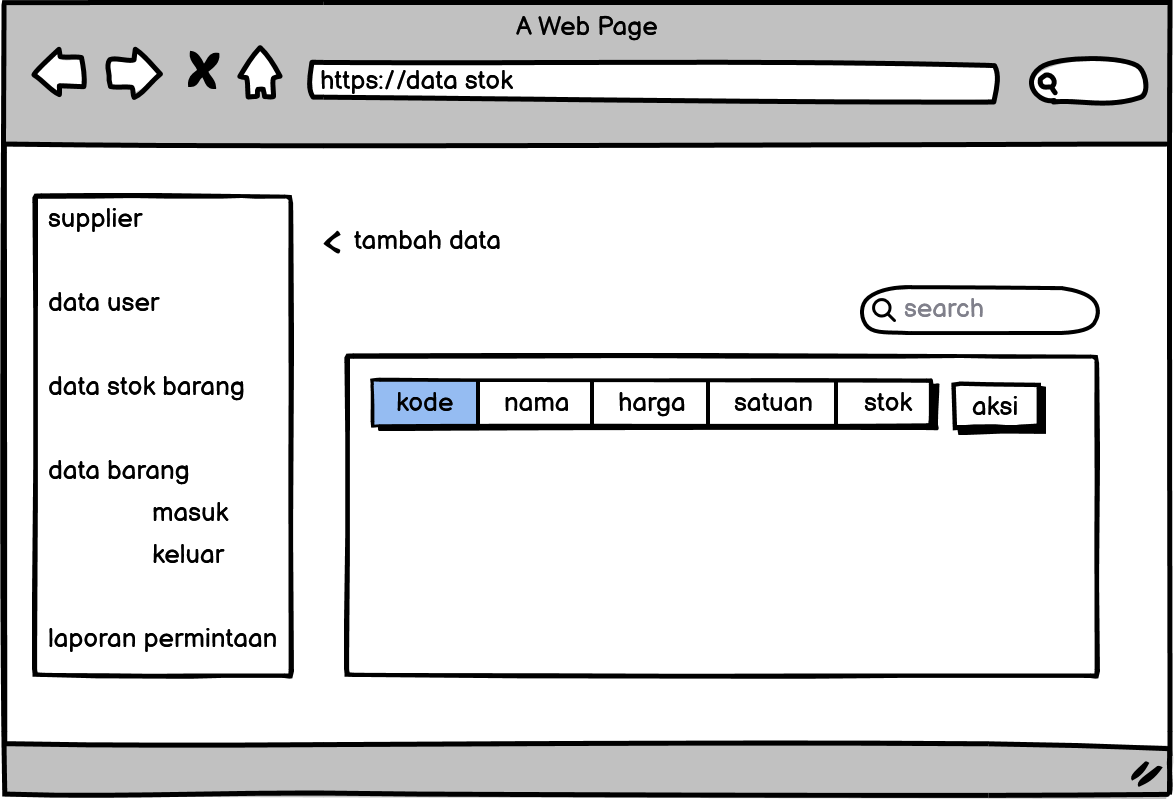 A Web Page
https://data stok
supplier
data user
data stok barang
data barang
masuk
keluar
laporan permintaan
tambah data
search
kode nama harga satuan stok aksi